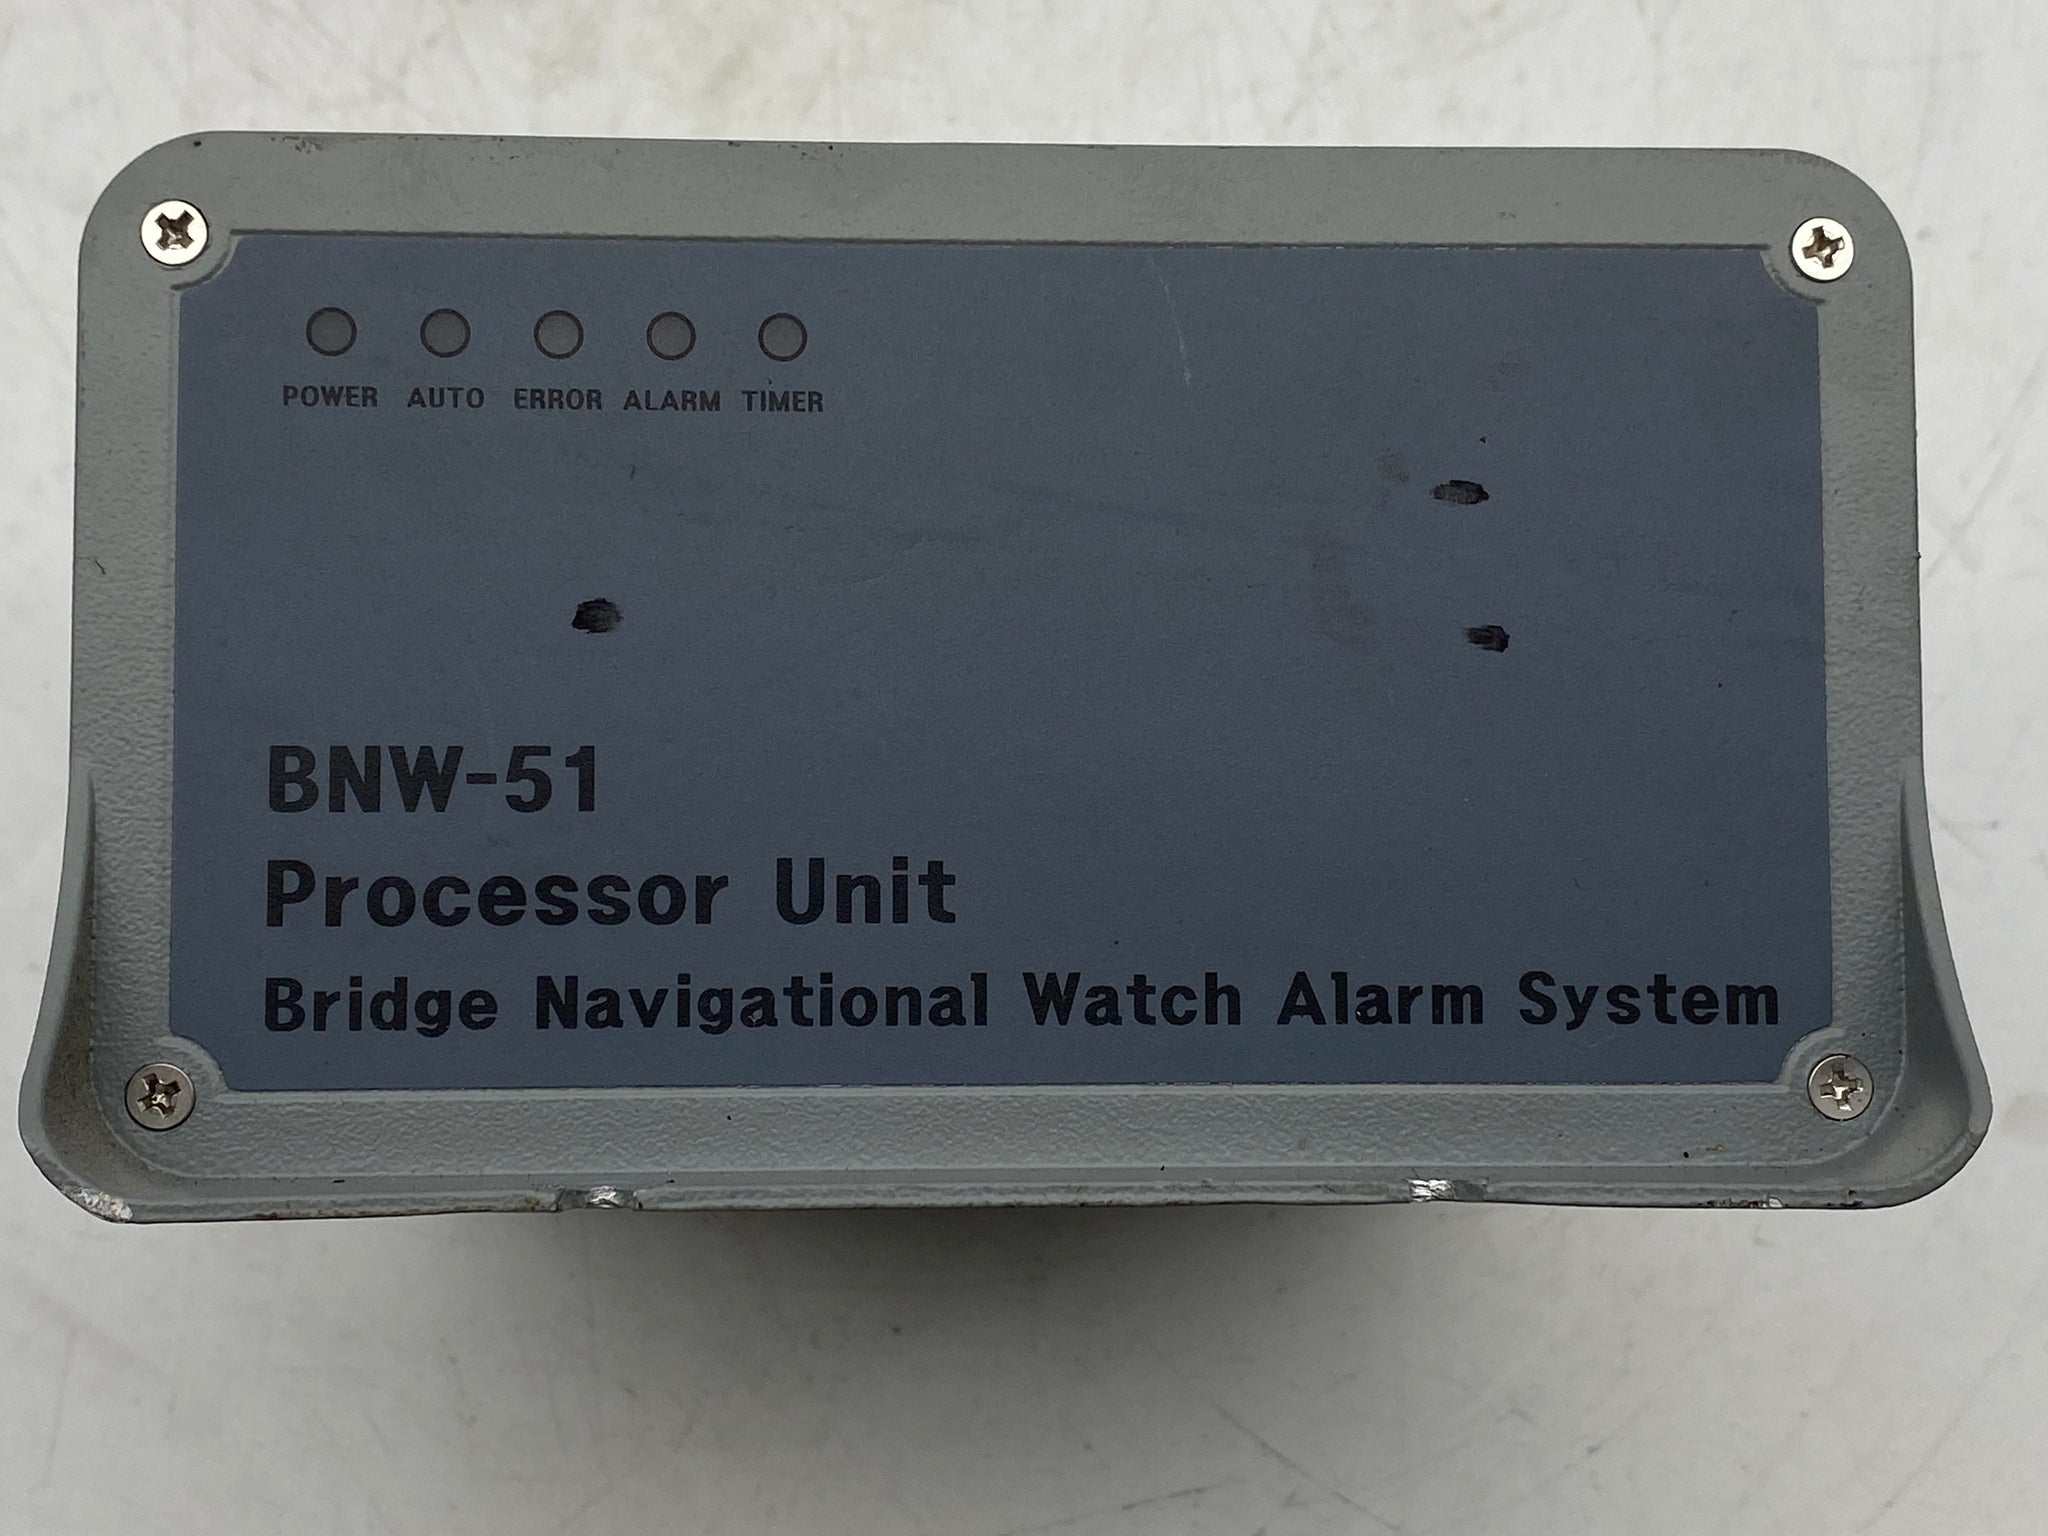 POWER AUTO ERROR ALARM TIMER
BNW-51
Processor Unit
Bridge Navigational Watch Alarm System